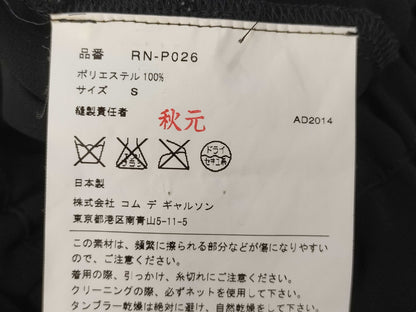 品番 RN-P026
ポリエステル 100%
サイズ S
縫製責任者 秋元 AD2014
ドライ
セキユ系
日本製
株式会社 コム デ ギャルソン
東京都港区南青山5-11-5
この素材は、頻繁に擦られる部分などが傷になりやすい
ので、ご注意ください。
着用の際、引っかけ、糸切れにご注意ください。
クリーニングの際、必ずネットを使用して下さい。
タンブラー乾燥は絶対に避け、自然乾燥をして下さい。